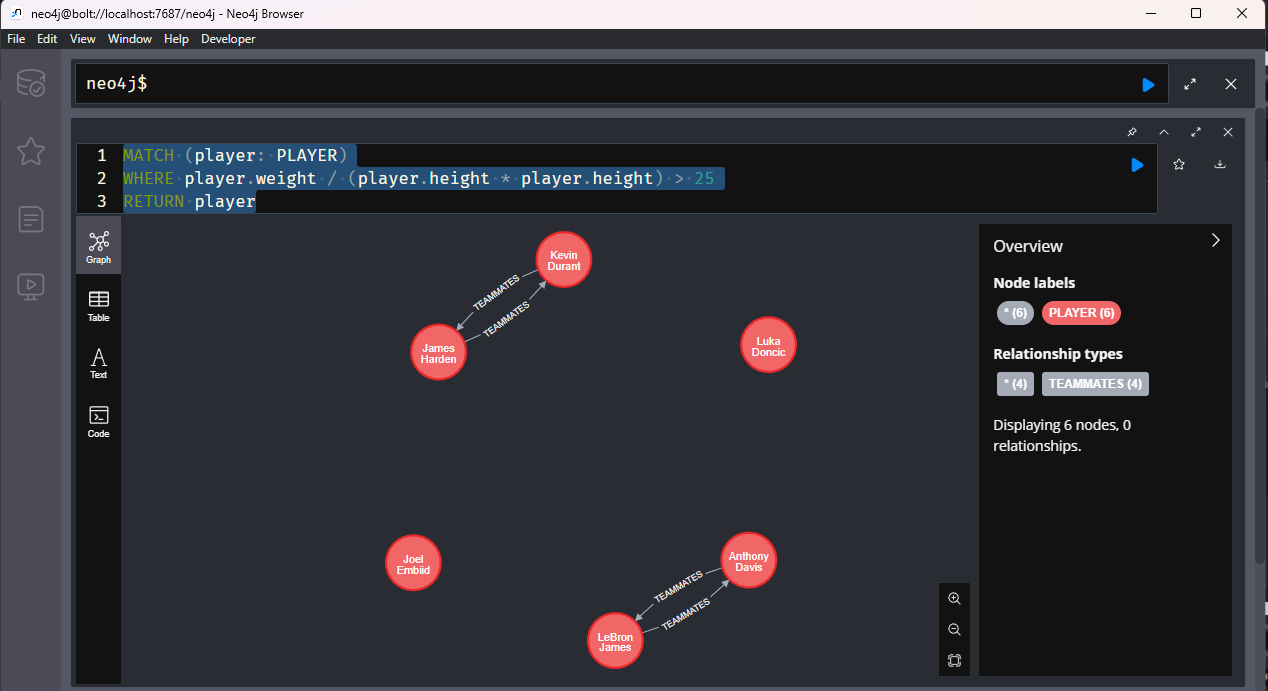 neo4j@bolt://localhost:7687/neo4j - Neo4j Browser
File Edit View Window Help Developer
neo4j$
1 MATCH (player: PLAYER)
2 WHERE player.weight / (player.height * player.height) > 25
3 RETURN player
Graph
Table
Text
Code
Kevin
Durant
TEAMMATES
TEAMMATES
James
Harden
Luka
Doncic
Joel
Embiid
Anthony
Davis
TEAMMATES
TEAMMATES
LeBron
James
Overview
Node labels
* (6) PLAYER (6)
Relationship types
* (4) TEAMMATES (4)
Displaying 6 nodes, 0
relationships.